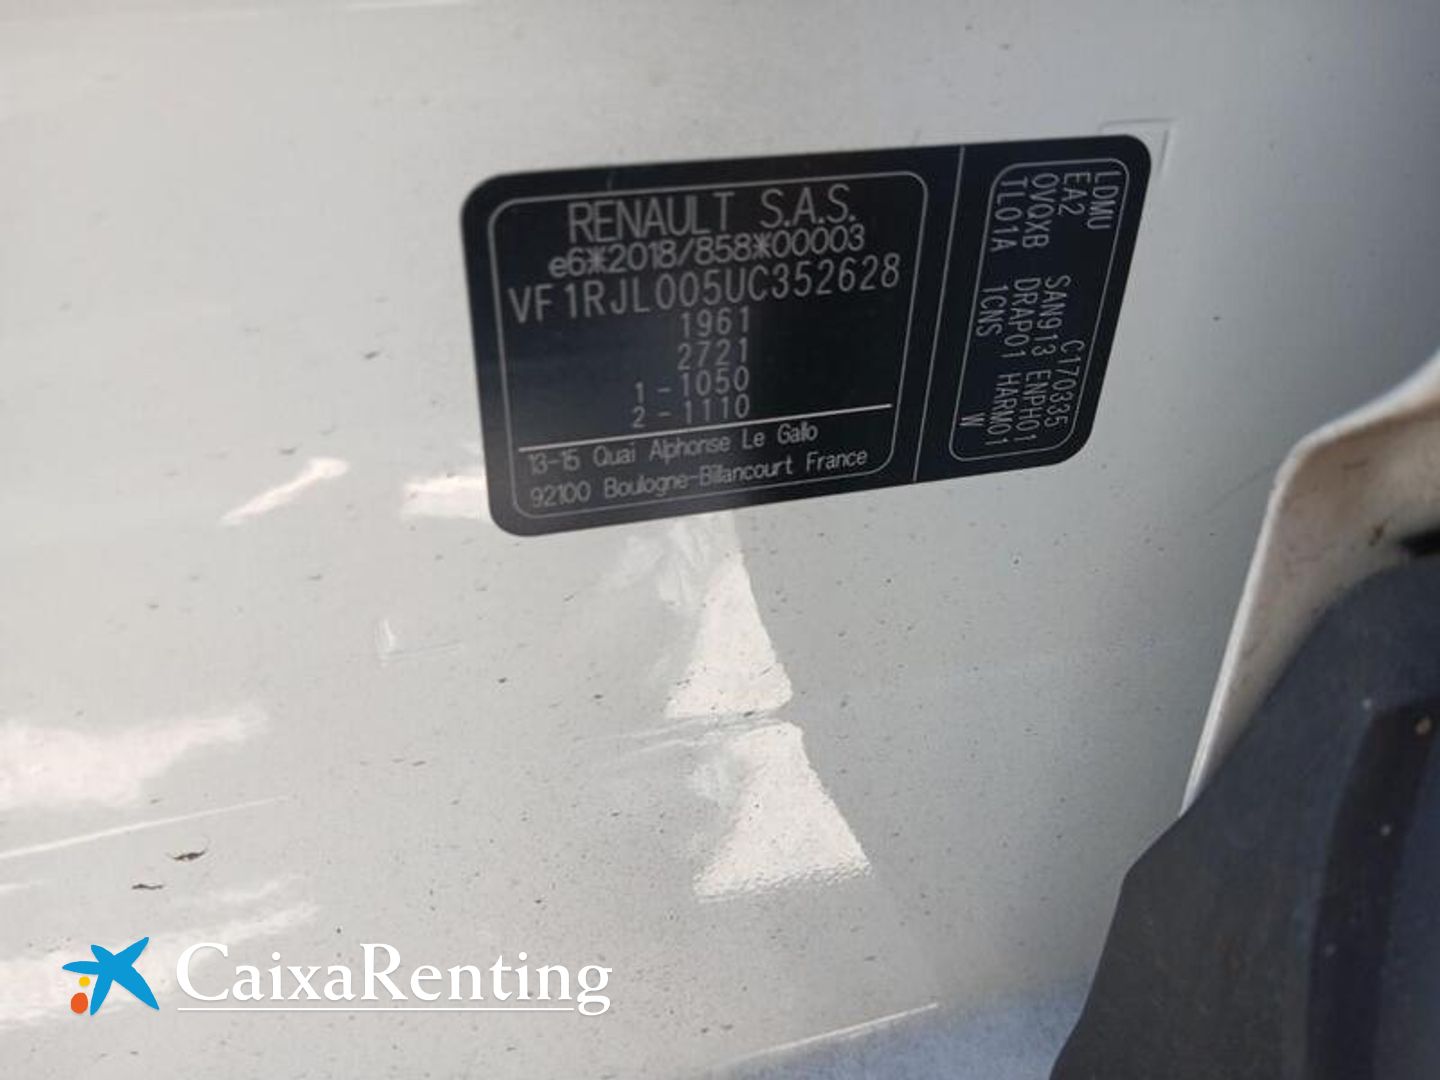 RENAULT S.A.S.
e6*2018/858*00003
VF1RJL005UC352628
1961
2721
1 - 1050
2 - 1110
13-15 Quai Alphonse Le Gallo
92100 Boulogne-Billancourt France
LDMU C170335
EA2 SAN913 ENPH01
OVQXB DRAP01 HARM01
TL01A 1CNS W
CaixaRenting